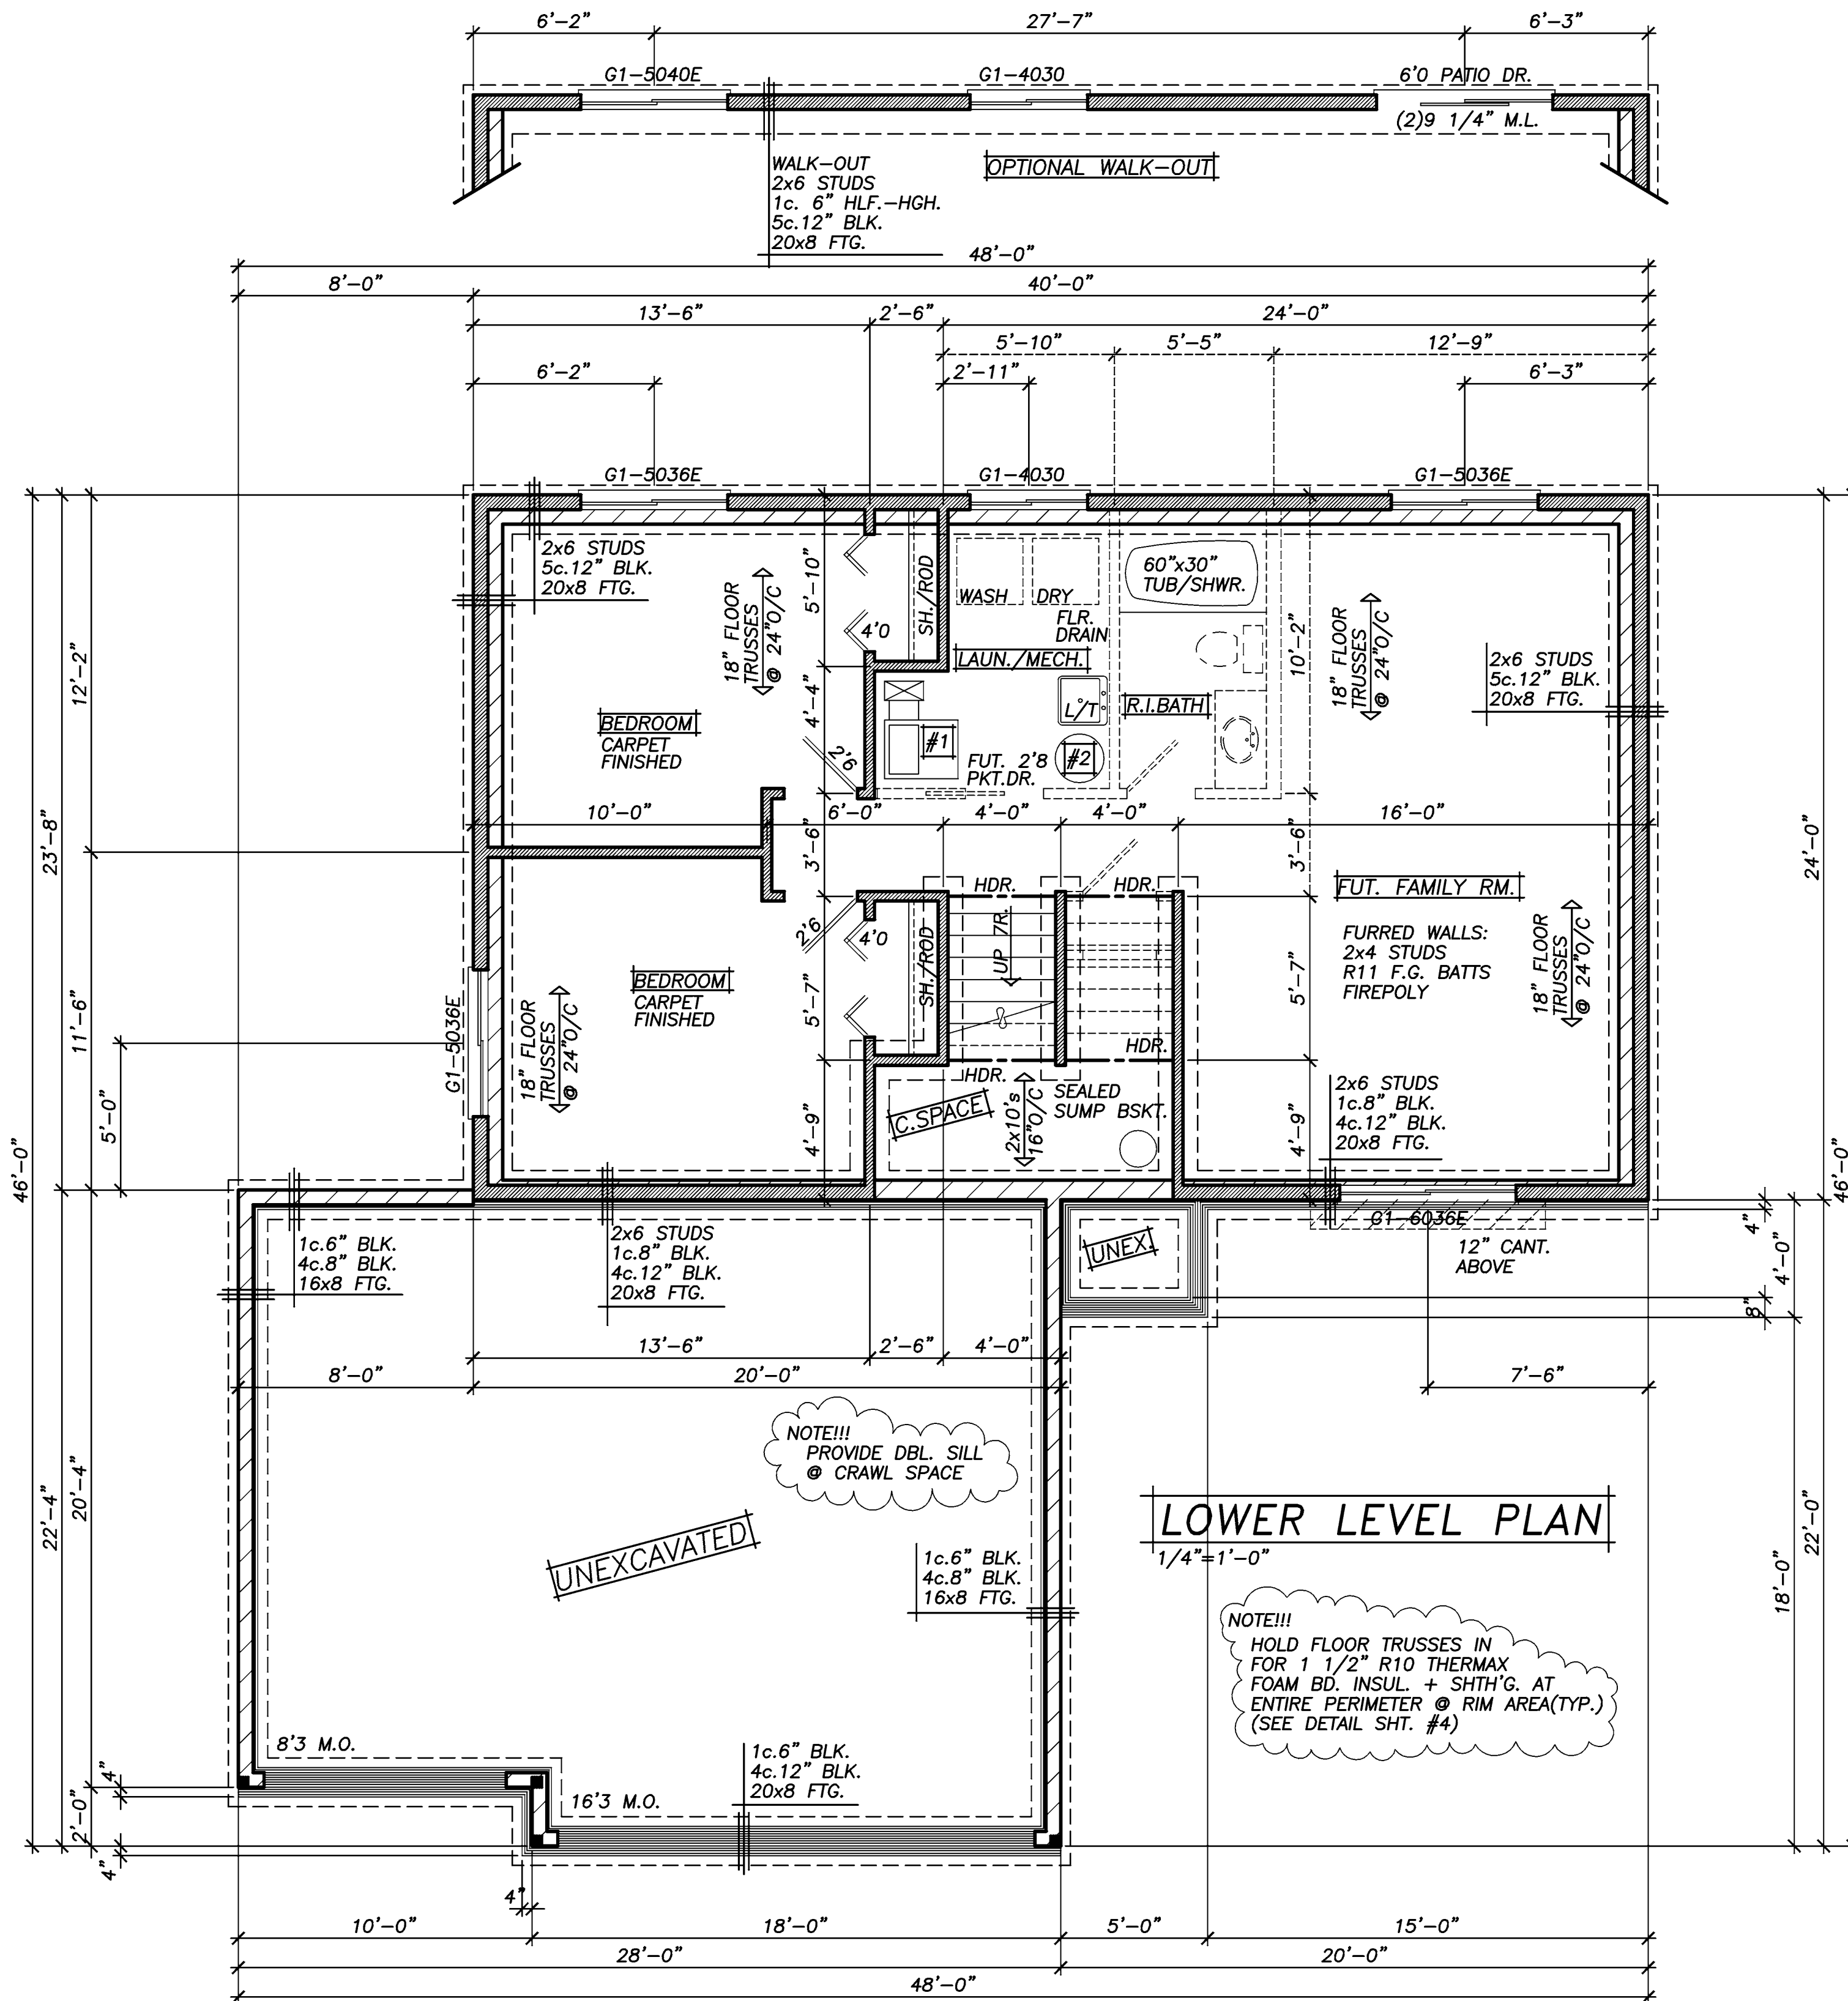 6'-2" 27'-7" 6'-3"
G1-5040E G1-4030 6'0 PATIO DR.
(2)9 1/4" M.L.
WALK-OUT
2x6 STUDS
1c. 6" HLF.-HGH.
5c.12" BLK.
20x8 FTG.
OPTIONAL WALK-OUT
48'-0"
8'-0" 40'-0"
13'-6" 2'-6" 24'-0"
5'-10" 5'-5" 12'-9"
6'-2" 2'-11" 6'-3"
G1-5036E G1-4030 G1-5036E
2x6 STUDS
5c.12" BLK.
20x8 FTG.
18" FLOOR
TRUSSES
@ 24"O/C
5'-10"
4'0
SH./ROD
WASH DRY
FLR.
DRAIN
LAUN./MECH.
60"x30"
TUB/SHWR.
10'-2"
18" FLOOR
TRUSSES
@ 24"O/C
2x6 STUDS
5c.12" BLK.
20x8 FTG.
12'-2"
BEDROOM
CARPET
FINISHED
4'-4"
2'6
#1
L/T
R.I.BATH
#2
FUT. 2'8
PKT.DR.
10'-0" 6'-0" 4'-0" 4'-0" 16'-0"
23'-8"
24'-0"
3'-6"
3'-6"
HDR. HDR.
FUT. FAMILY RM.
2'6
4'0
SH./ROD
UP 7R.
FURRED WALLS:
2x4 STUDS
R11 F.G. BATTS
FIREPOLY
18" FLOOR
TRUSSES
@ 24"O/C
BEDROOM
CARPET
FINISHED
5'-7"
5'-7"
11'-6"
G1-5036E
18" FLOOR
TRUSSES
@ 24"O/C
HDR.
HDR.
5'-0"
C.SPACE
2x10's
16"O/C
SEALED
SUMP BSKT.
4'-9"
4'-9"
2x6 STUDS
1c.8" BLK.
4c.12" BLK.
20x8 FTG.
46'-0"
46'-0"
1c.6" BLK.
4c.8" BLK.
16x8 FTG.
2x6 STUDS
1c.8" BLK.
4c.12" BLK.
20x8 FTG.
UNEX.
G1-6036E
12" CANT.
ABOVE
4"
4'-0"
8"
13'-6" 2'-6" 4'-0"
8'-0" 20'-0" 7'-6"
NOTE!!!
PROVIDE DBL. SILL
@ CRAWL SPACE
22'-4"
20'-4"
UNEXCAVATED
LOWER LEVEL PLAN
1/4"=1'-0"
1c.6" BLK.
4c.8" BLK.
16x8 FTG.
18'-0"
22'-0"
NOTE!!!
HOLD FLOOR TRUSSES IN
FOR 1 1/2" R10 THERMAX
FOAM BD. INSUL. + SHTH'G. AT
ENTIRE PERIMETER @ RIM AREA(TYP.)
(SEE DETAIL SHT. #4)
8'3 M.O.
1c.6" BLK.
4c.12" BLK.
20x8 FTG.
16'3 M.O.
4"
2'-0"
4"
4"
10'-0" 18'-0" 5'-0" 15'-0"
28'-0" 20'-0"
48'-0"